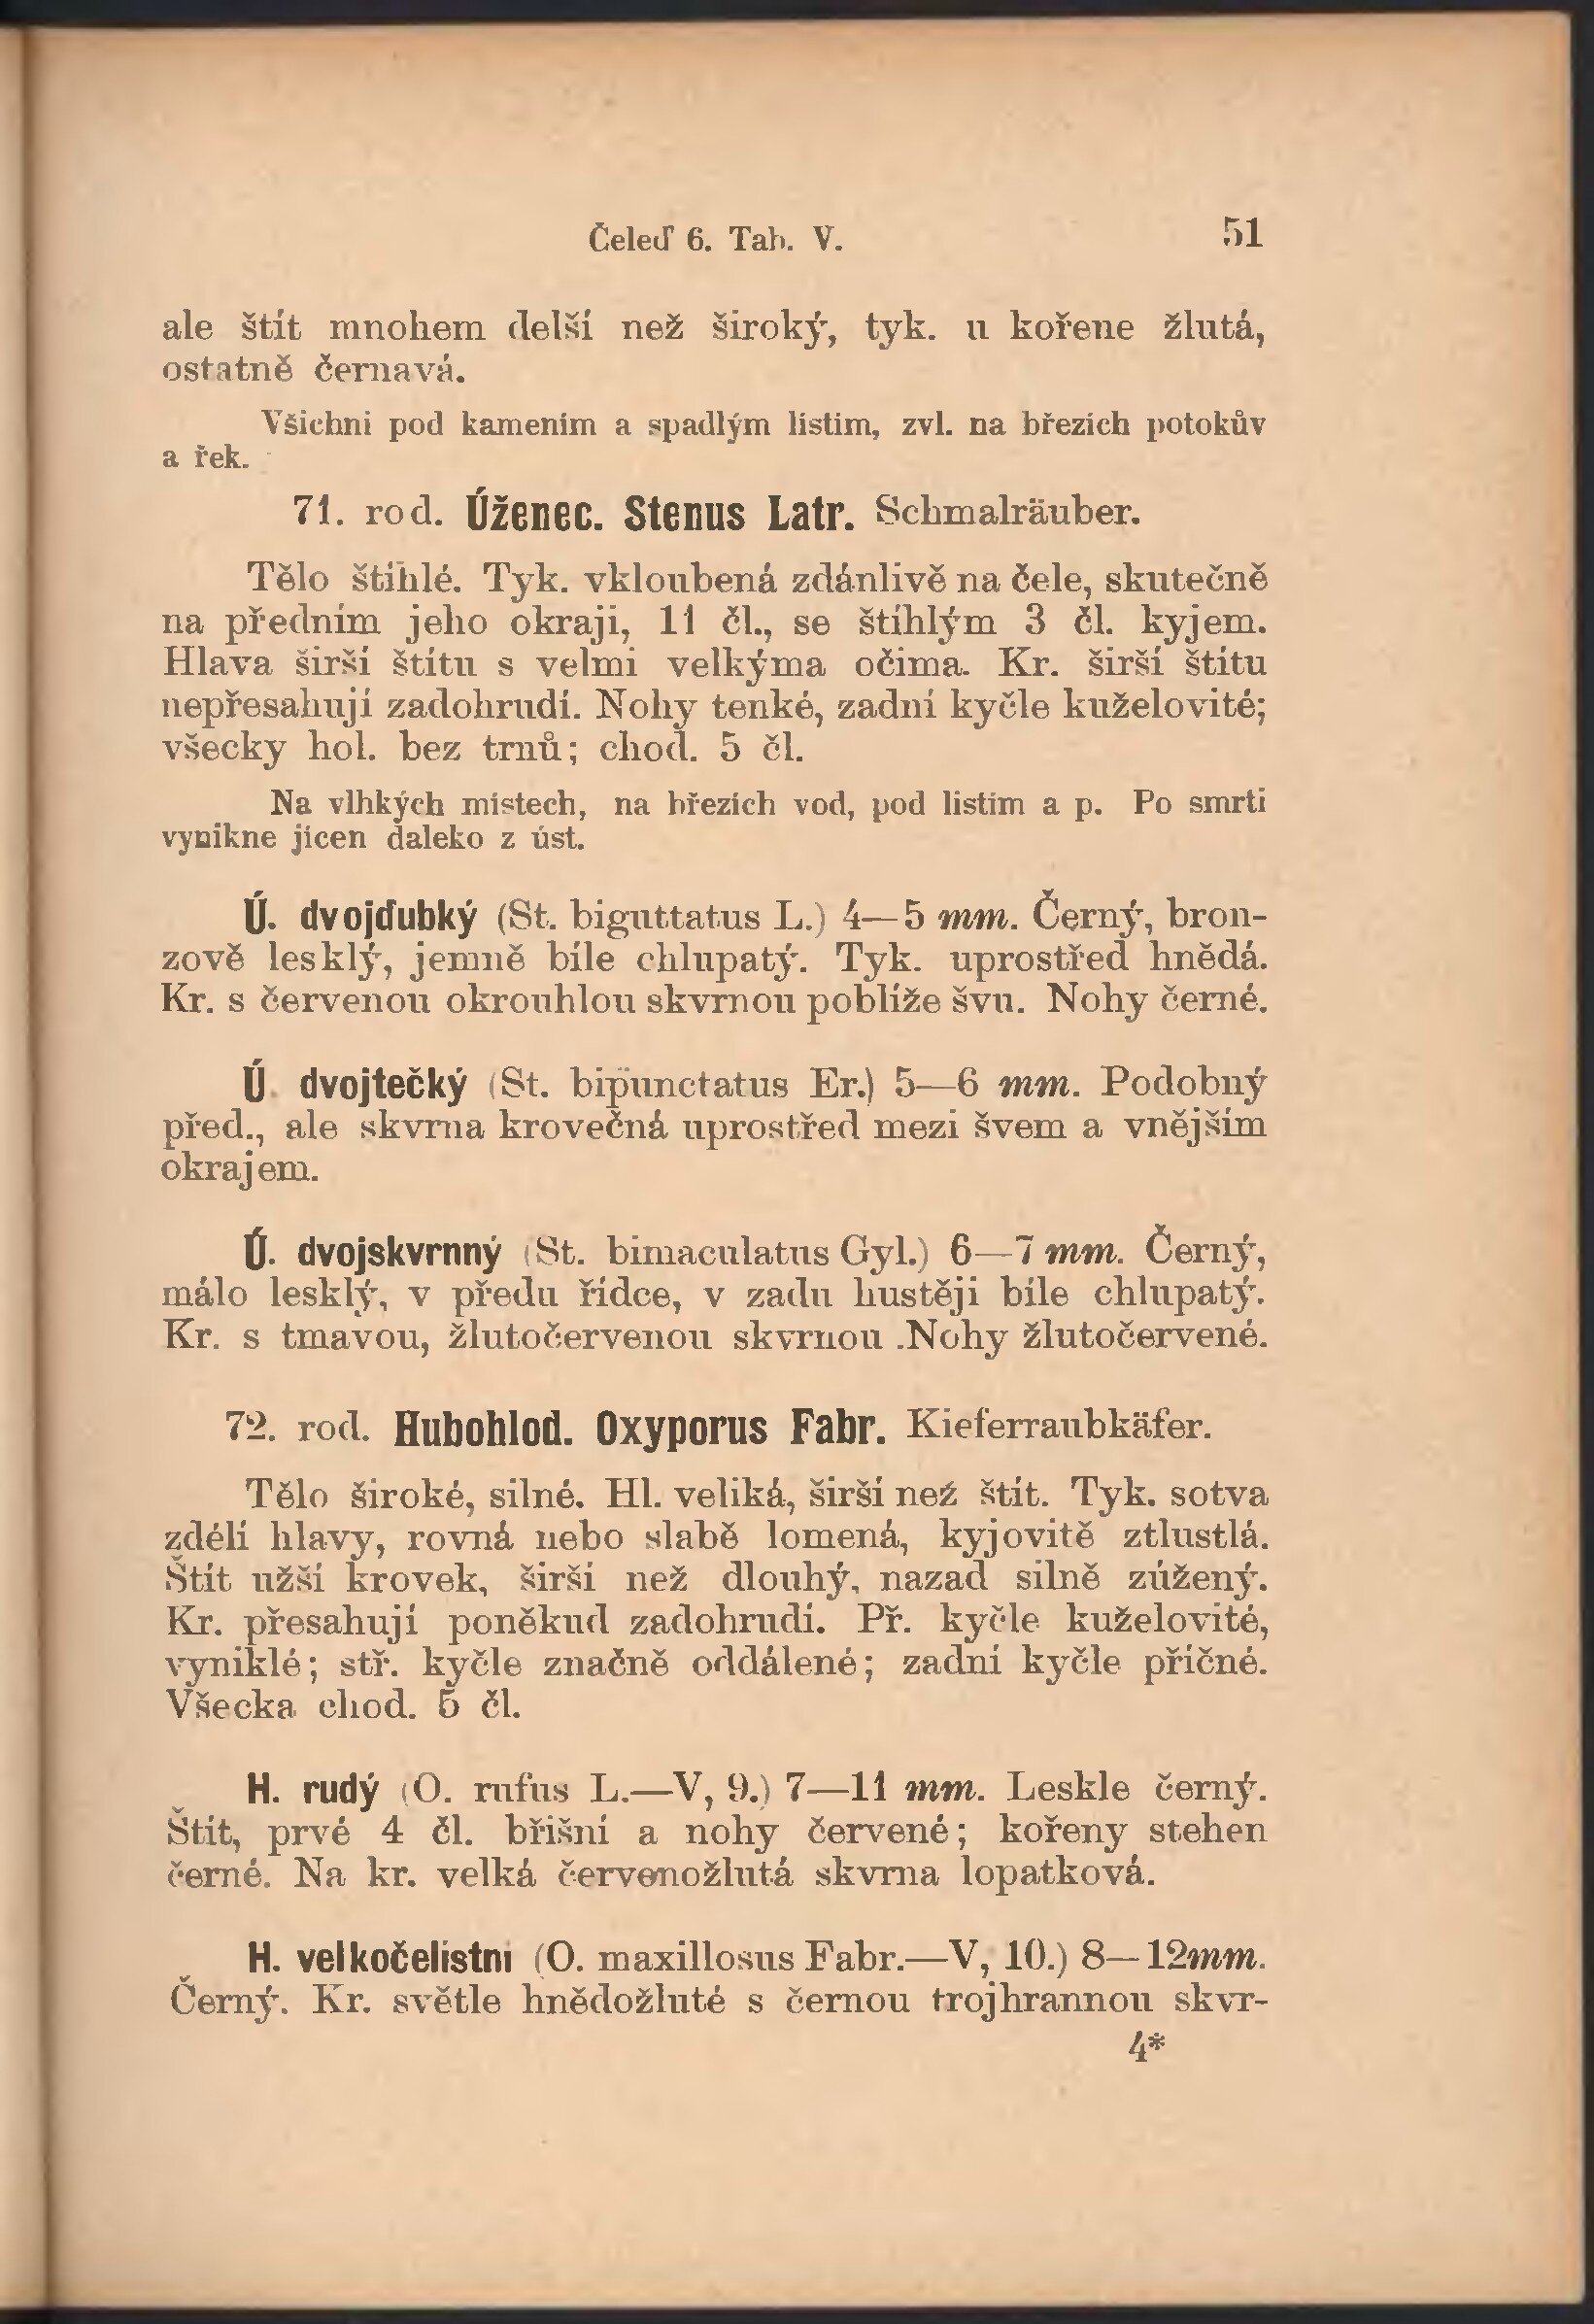 Čeleď 6. Tab. V. 51
ale štít mnohem delší než široký, tyk. u kořene žlutá,
ostatně černavá.
Všichni pod kamením a spadlým listím, zvl. na březích potokův
a řek.
71. rod. Úženec. Stenus Latr. Schmalräuber.
Tělo štíhlé. Tyk. vkloubená zdánlivě na čele, skutečně
na předním jeho okraji, 11 čl., se štíhlým 3 čl. kyjem.
Hlava širší štítu s velmi velkýma očima. Kr. širší štítu
nepřesahují zadohrudí. Nohy tenké, zadní kyčle kuželovité;
všecky hol. bez trnů; chod. 5 čl.
Na vlhkých místech, na březích vod, pod listím a p. Po smrti
vynikne jícen daleko z úst.
Ú. dvojďubký (St. biguttatus L.) 4—5 mm. Černý, bron-
zově lesklý, jemně bíle chlupatý. Tyk. uprostřed hnědá.
Kr. s červenou okrouhlou skvrnou poblíže švu. Nohy černé.
Ú. dvojtečký (St. bipunctatus Er.) 5—6 mm. Podobný
před., ale skvrna krovečná uprostřed mezi švem a vnějším
okrajem.
Ú. dvojskvrnný (St. bimaculatus Gyl.) 6—7 mm. Černý,
málo lesklý, v předu řídce, v zadu hustěji bíle chlupatý.
Kr. s tmavou, žlutočervenou skvrnou .Nohy žlutočervené.
72. rod. Hubohlod. Oxyporus Fabr. Kieferraubkäfer.
Tělo široké, silné. Hl. veliká, širší než štít. Tyk. sotva
zdélí hlavy, rovná nebo slabě lomená, kyjovitě ztlustlá.
Štít užší krovek, širší než dlouhý, nazad silně zúžený.
Kr. přesahují poněkud zadohrudí. Př. kyčle kuželovité,
vyniklé; stř. kyčle značně oddálené; zadní kyčle příčné.
Všecka chod. 5 čl.
H. rudý (O. rufus L.—V, 9.) 7—11 mm. Leskle černý.
Štít, prvé 4 čl. břišní a nohy červené; kořeny stehen
černé. Na kr. velká červenožlutá skvrna lopatková.
H. velkočelistní (O. maxillosus Fabr.—V, 10.) 8—12mm.
Černý. Kr. světle hnědožluté s černou trojhrannou skvr-
4*